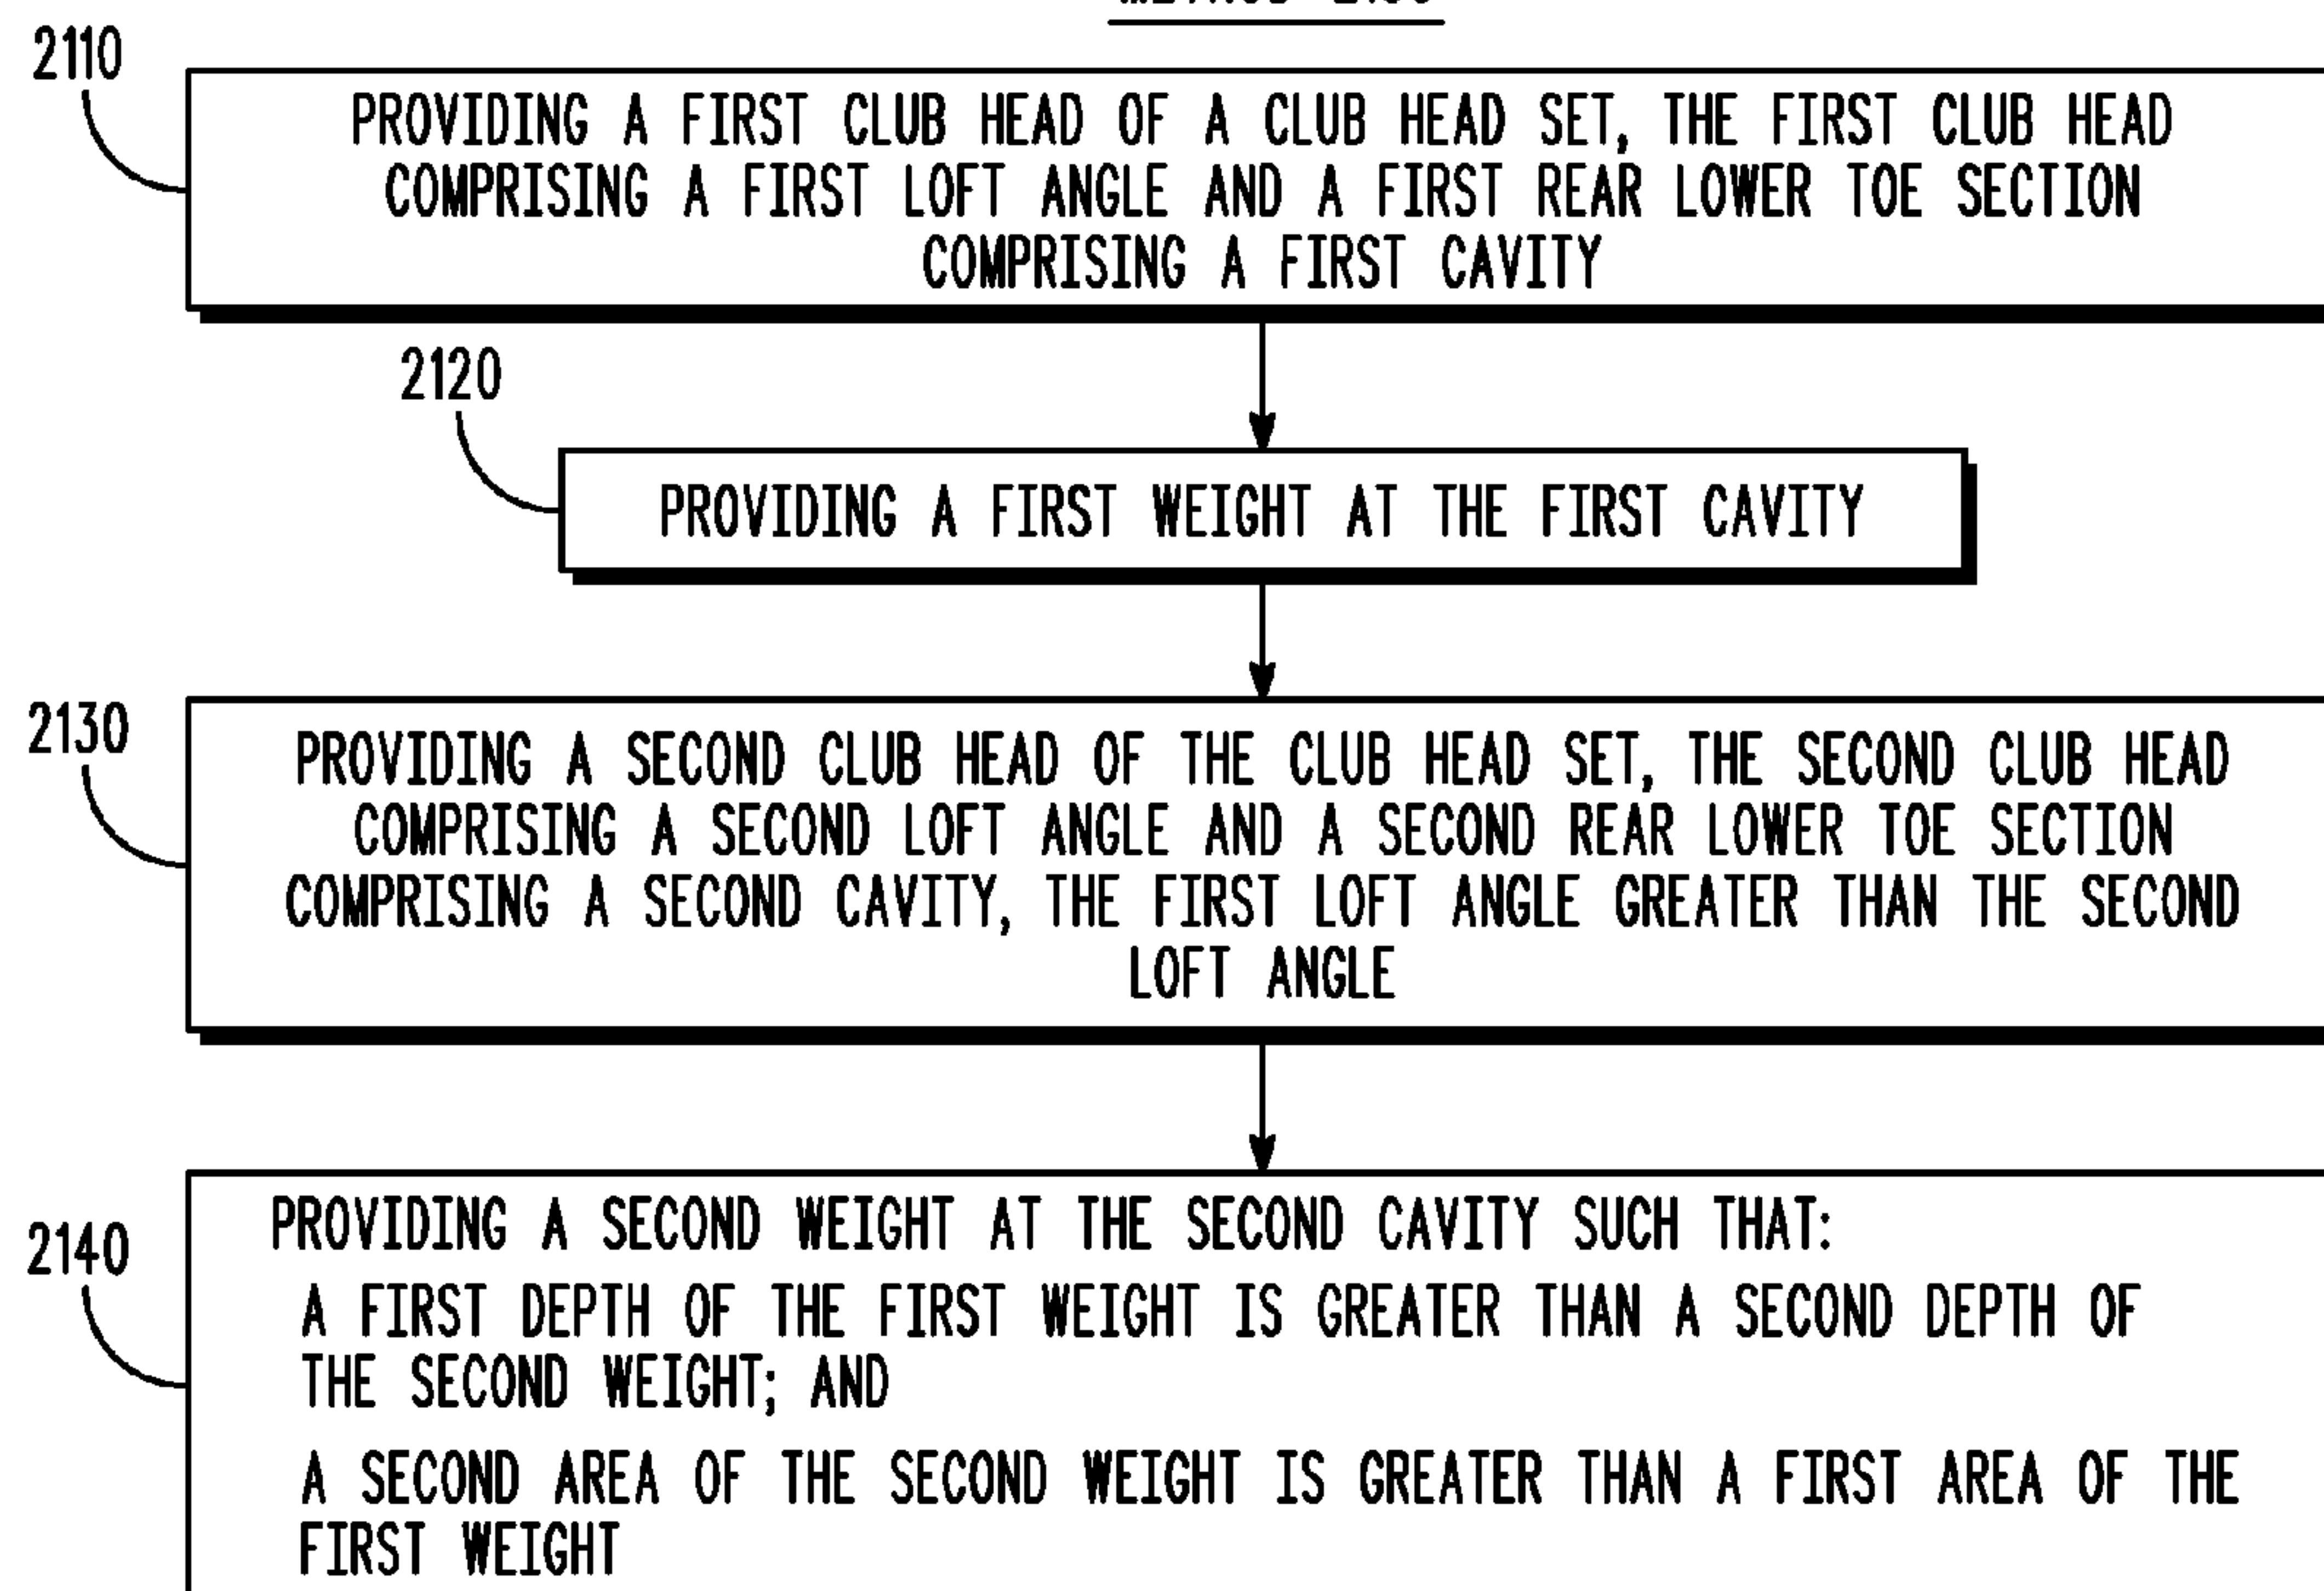 2110
PROVIDING A FIRST CLUB HEAD OF A CLUB HEAD SET, THE FIRST CLUB HEAD
COMPRISING A FIRST LOFT ANGLE AND A FIRST REAR LOWER TOE SECTION
COMPRISING A FIRST CAVITY
2120
PROVIDING A FIRST WEIGHT AT THE FIRST CAVITY
2130
PROVIDING A SECOND CLUB HEAD OF THE CLUB HEAD SET, THE SECOND CLUB HEAD
COMPRISING A SECOND LOFT ANGLE AND A SECOND REAR LOWER TOE SECTION
COMPRISING A SECOND CAVITY, THE FIRST LOFT ANGLE GREATER THAN THE SECOND
LOFT ANGLE
2140
PROVIDING A SECOND WEIGHT AT THE SECOND CAVITY SUCH THAT:
A FIRST DEPTH OF THE FIRST WEIGHT IS GREATER THAN A SECOND DEPTH OF
THE SECOND WEIGHT; AND
A SECOND AREA OF THE SECOND WEIGHT IS GREATER THAN A FIRST AREA OF THE
FIRST WEIGHT